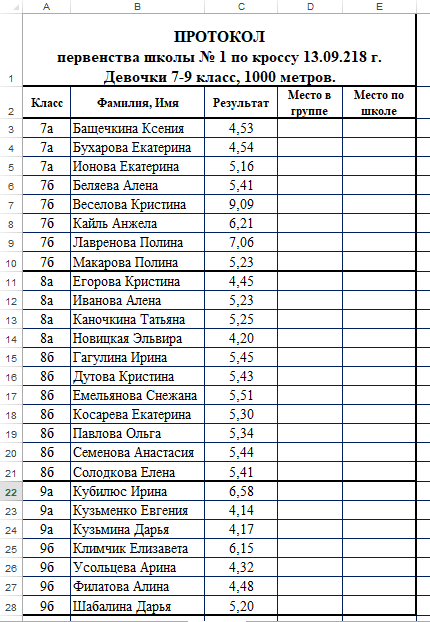 A B C D E
1 ПРОТОКОЛ
первенства школы № 1 по кроссу 13.09.218 г.
Девочки 7-9 класс, 1000 метров.
2 Класс Фамилия, Имя Результат Место в группе Место по школе
3 7а Бащечкина Ксения 4,53
4 7а Бухарова Екатерина 4,54
5 7а Ионова Екатерина 5,16
6 7б Беляева Алена 5,41
7 7б Веселова Кристина 9,09
8 7б Кайль Анжела 6,21
9 7б Лавренова Полина 7,06
10 7б Макарова Полина 5,23
11 8а Егорова Кристина 4,45
12 8а Иванова Алена 5,23
13 8а Каночкина Татьяна 5,25
14 8а Новицкая Эльвира 4,20
15 8б Гагулина Ирина 5,45
16 8б Дутова Кристина 5,43
17 8б Емельянова Снежана 5,51
18 8б Косарева Екатерина 5,30
19 8б Павлова Ольга 5,34
20 8б Семенова Анастасия 5,44
21 8б Солодкова Елена 5,41
22 9а Кубилюс Ирина 6,58
23 9а Кузьменко Евгения 4,14
24 9а Кузьмина Дарья 4,17
25 9б Климчик Елизавета 6,15
26 9б Усольцева Арина 4,32
27 9б Филатова Алина 4,48
28 9б Шабалина Дарья 5,20